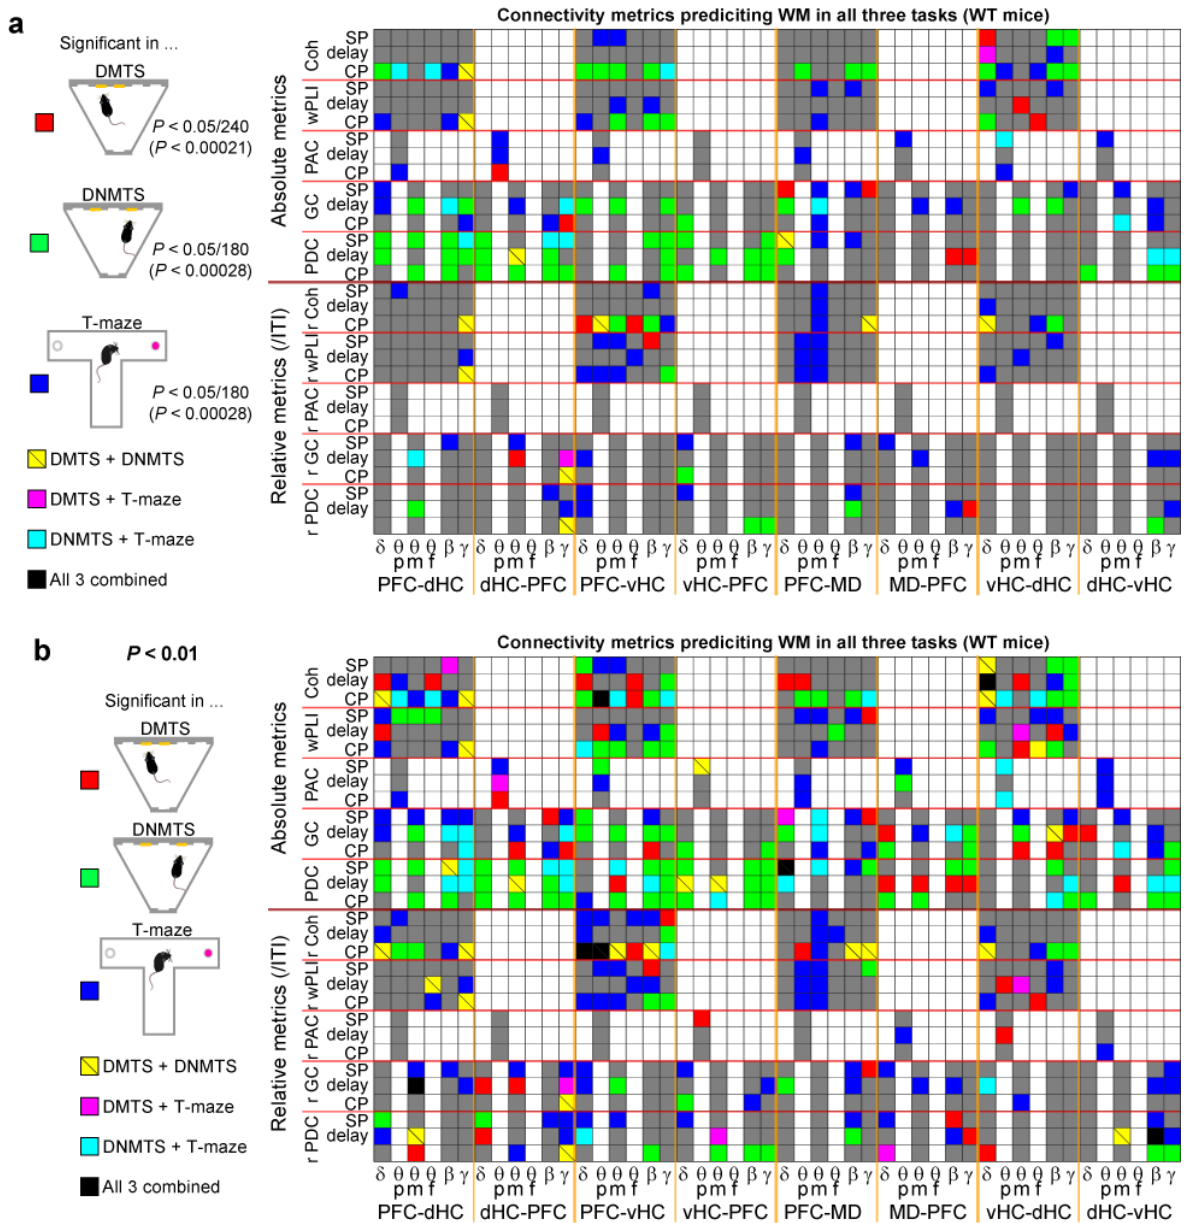 a
Connectivity metrics prediciting WM in all three tasks (WT mice)
Significant in ...
DMTS
P < 0.05/240
(P < 0.00021)
DNMTS
P < 0.05/180
(P < 0.00028)
T-maze
P < 0.05/180
(P < 0.00028)
DMTS + DNMTS
DMTS + T-maze
DNMTS + T-maze
All 3 combined
Absolute metrics
Relative metrics (/ITI)
Coh
SP
delay
CP
wPLI
SP
delay
CP
PAC
SP
delay
CP
GC
SP
delay
CP
PDC
SP
delay
CP
r Coh
SP
delay
CP
r wPLI
SP
delay
CP
r PAC
SP
delay
CP
r GC
SP
delay
CP
r PDC
SP
delay
δ θ θ θ β γ δ θ θ θ β γ δ θ θ θ β γ δ θ θ θ β γ δ θ θ θ β γ δ θ θ θ β γ δ θ θ θ β γ δ θ θ θ β γ
p m f p m f p m f p m f p m f p m f p m f p m f
PFC-dHC dHC-PFC PFC-vHC vHC-PFC PFC-MD MD-PFC vHC-dHC dHC-vHC
b
P < 0.01
Connectivity metrics prediciting WM in all three tasks (WT mice)
Significant in ...
DMTS
DNMTS
T-maze
DMTS + DNMTS
DMTS + T-maze
DNMTS + T-maze
All 3 combined
Absolute metrics
Relative metrics (/ITI)
Coh
SP
delay
CP
wPLI
SP
delay
CP
PAC
SP
delay
CP
GC
SP
delay
CP
PDC
SP
delay
CP
r Coh
SP
delay
CP
r wPLI
SP
delay
CP
r PAC
SP
delay
CP
r GC
SP
delay
CP
r PDC
SP
delay
δ θ θ θ β γ δ θ θ θ β γ δ θ θ θ β γ δ θ θ θ β γ δ θ θ θ β γ δ θ θ θ β γ δ θ θ θ β γ δ θ θ θ β γ
p m f p m f p m f p m f p m f p m f p m f p m f
PFC-dHC dHC-PFC PFC-vHC vHC-PFC PFC-MD MD-PFC vHC-dHC dHC-vHC